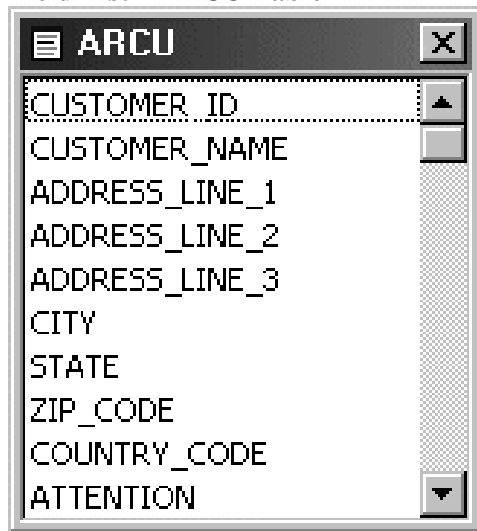 ARCU
CUSTOMER_ID
CUSTOMER_NAME
ADDRESS_LINE_1
ADDRESS_LINE_2
ADDRESS_LINE_3
CITY
STATE
ZIP_CODE
COUNTRY_CODE
ATTENTION